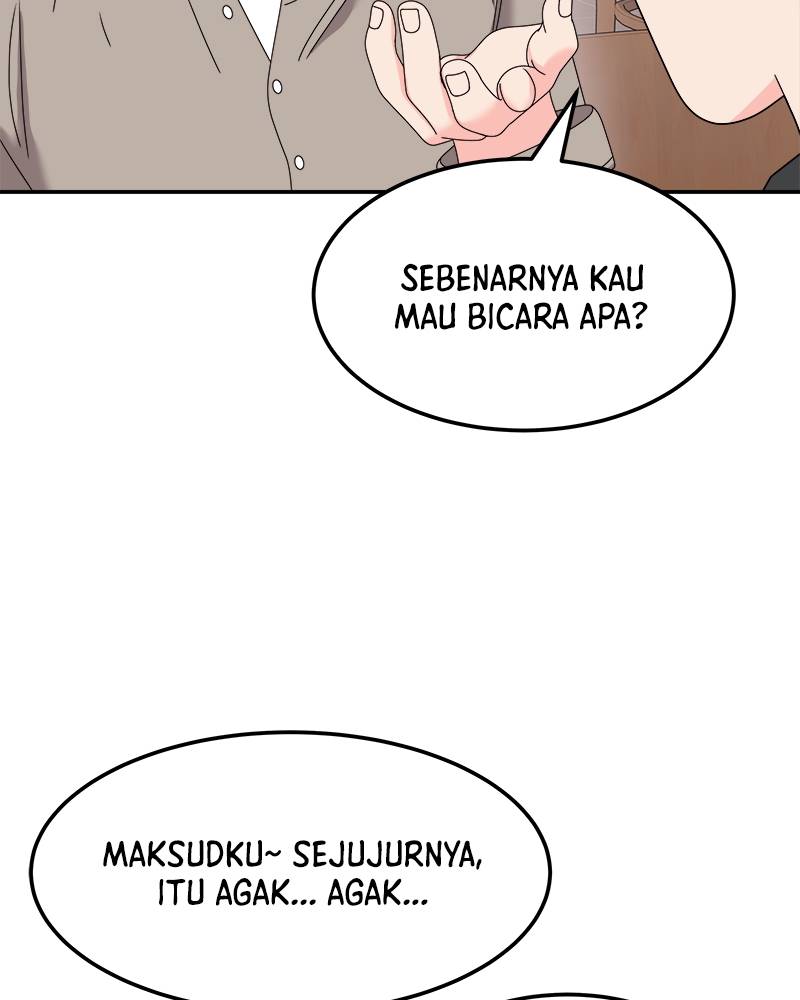 SEBENARNYA KAU
MAU BICARA APA?
MAKSUDKU~ SEJUJURNYA,
ITU AGAK... AGAK...